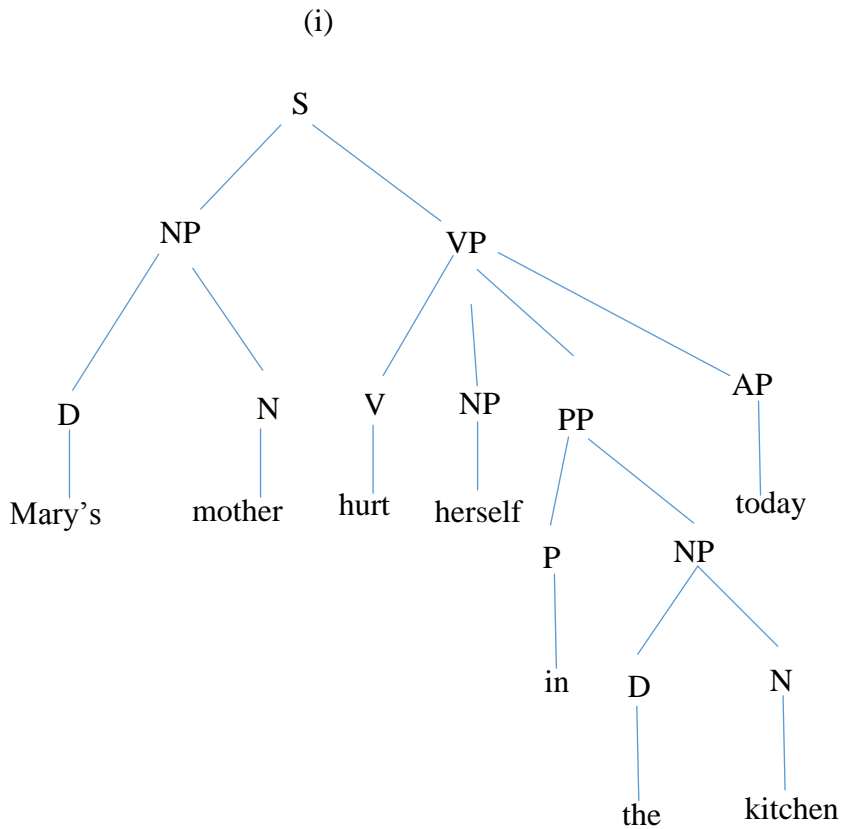 (i)
S
NP VP
D N V NP PP AP
Mary’s mother hurt herself today
P NP
in D N
the kitchen